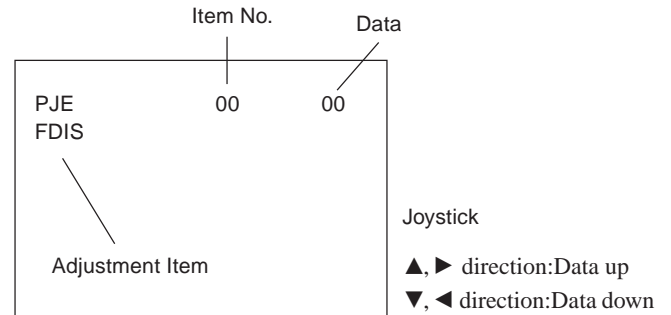 Item No.
Data
PJE 00 00
FDIS
Joystick
Adjustment Item
▲, ▶ direction:Data up
▼, ◀ direction:Data down